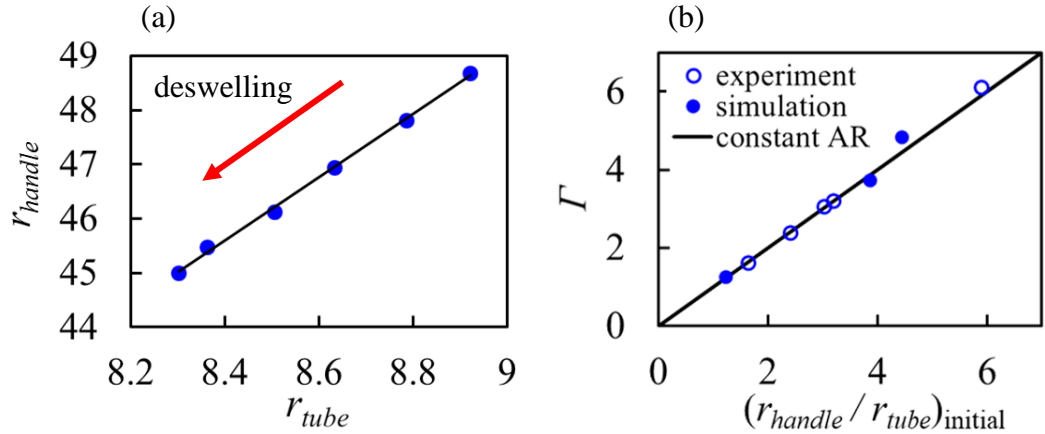 (a)
deswelling
49
48
47
46
45
44
r_handle
8.2 8.4 8.6 8.8 9
r_tube
(b)
experiment
simulation
constant AR
6
4
2
0
Γ
0 2 4 6
(r_handle / r_tube)_initial